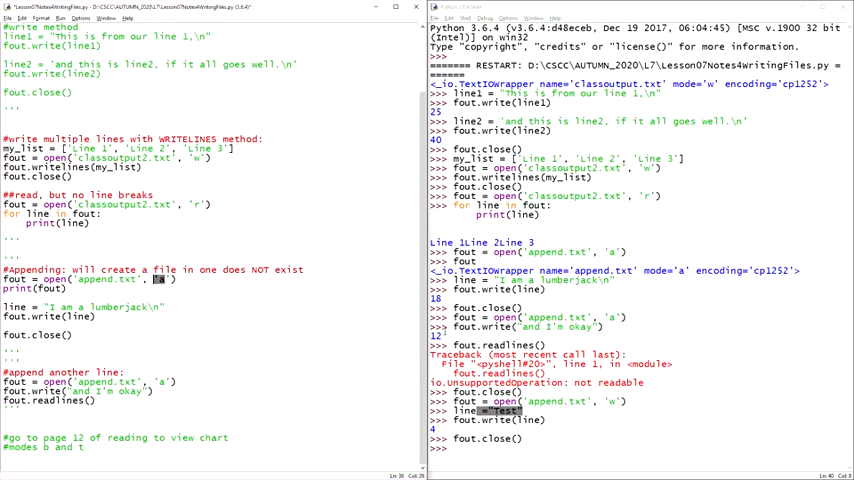 *Lesson07Notes4WritingFiles.py - D:\CSCC\AUTUMN_2020\L7\Lesson07Notes4WritingFiles.py (3.6.4)*
File Edit Format Run Options Window Help
#write method
line1 = "This is from our line 1,\n"
fout.write(line1)
line2 = 'and this is line2, if it all goes well.\n'
fout.write(line2)
fout.close()
'''
#write multiple lines with WRITELINES method:
my_list = ['Line 1', 'Line 2', 'Line 3']
fout = open('classoutput2.txt', 'w')
fout.writelines(my_list)
fout.close()
##read, but no line breaks
fout = open('classoutput2.txt', 'r')
for line in fout:
print(line)
'''
'''
#Appending: will create a file in one does NOT exist
fout = open('append.txt', 'a')
print(fout)
line = "I am a lumberjack\n"
fout.write(line)
fout.close()
'''
'''
#append another line:
fout = open('append.txt', 'a')
fout.write("and I'm okay")
fout.readlines()
'''
#go to page 12 of reading to view chart
#modes b and t
Ln: 36 Col: 26
Python 3.6.4 Shell
File Edit Shell Debug Options Window Help
Python 3.6.4 (v3.6.4:d48eceb, Dec 19 2017, 06:04:45) [MSC v.1900 32 bit
(Intel)] on win32
Type "copyright", "credits" or "license()" for more information.
>>>
======= RESTART: D:\CSCC\AUTUMN_2020\L7\Lesson07Notes4WritingFiles.py =
======
<_io.TextIOWrapper name='classoutput.txt' mode='w' encoding='cp1252'>
>>> line1 = "This is from our line 1,\n"
>>> fout.write(line1)
25
>>> line2 = 'and this is line2, if it all goes well.\n'
>>> fout.write(line2)
40
>>> fout.close()
>>> my_list = ['Line 1', 'Line 2', 'Line 3']
>>> fout = open('classoutput2.txt', 'w')
>>> fout.writelines(my_list)
>>> fout.close()
>>> fout = open('classoutput2.txt', 'r')
>>> for line in fout:
print(line)
Line 1Line 2Line 3
>>> fout = open('append.txt', 'a')
>>> fout
<_io.TextIOWrapper name='append.txt' mode='a' encoding='cp1252'>
>>> line = "I am a lumberjack\n"
>>> fout.write(line)
18
>>> fout.close()
>>> fout = open('append.txt', 'a')
>>> fout.write("and I'm okay")
12
>>> fout.readlines()
Traceback (most recent call last):
File "<pyshell#20>", line 1, in <module>
fout.readlines()
io.UnsupportedOperation: not readable
>>> fout.close()
>>> fout = open('append.txt', 'w')
>>> line ="Test"
>>> fout.write(line)
4
>>> fout.close()
>>>
Ln: 40 Col: 8